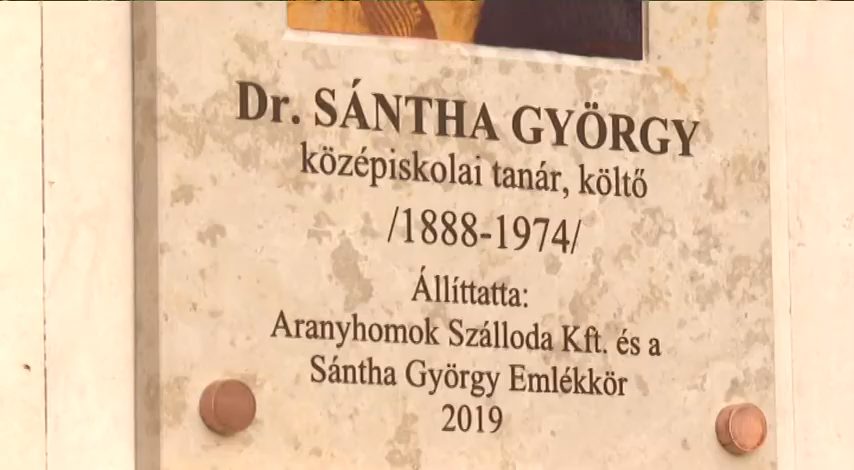 Dr. SÁNTHA GYÖRGY
középiskolai tanár, költő
/1888-1974/
Állíttatta:
Aranyhomok Szálloda Kft. és a
Sántha György Emlékkör
2019